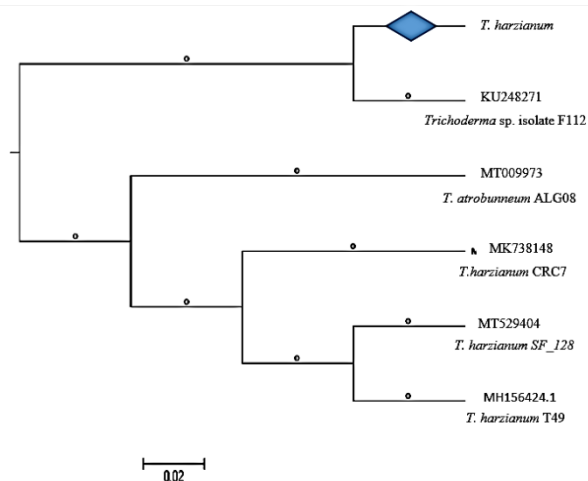 T. harzianum
KU248271
Trichoderma sp. isolate F112
MT009973
T. atrobunneum ALG08
MK738148
T.harzianum CRC7
MT529404
T. harzianum SF_128
MH156424.1
T. harzianum T49
0.02